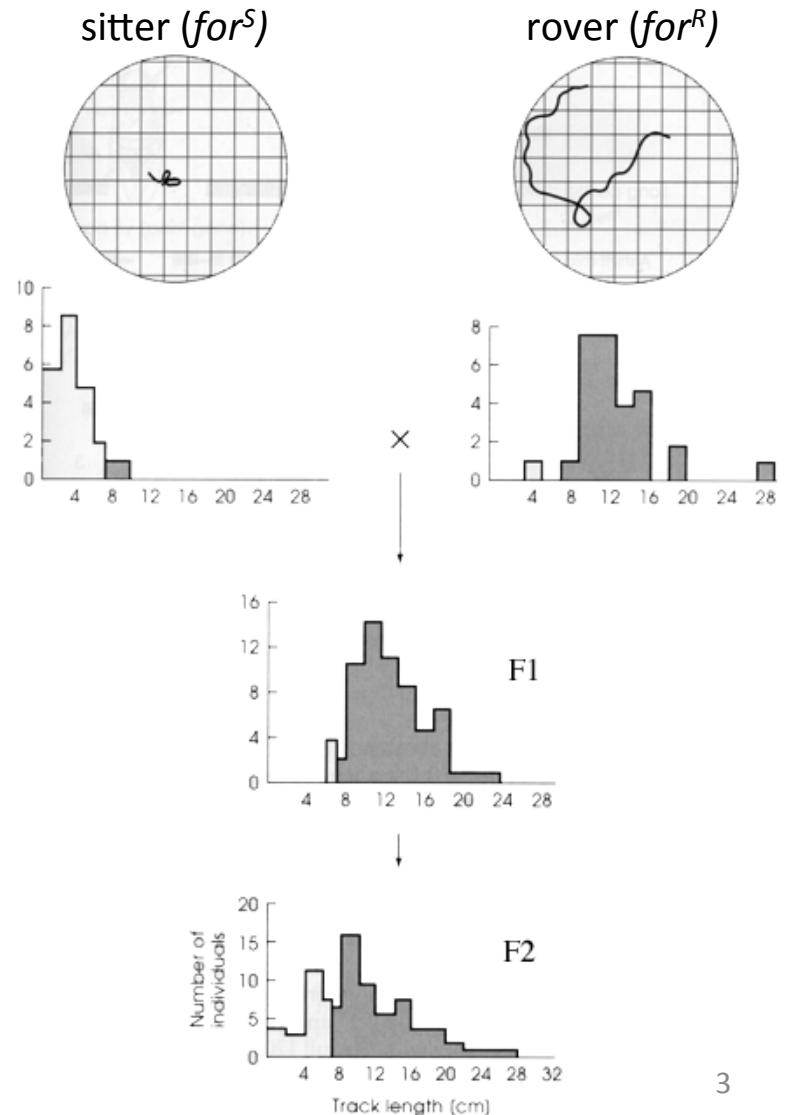 sitter (for^S)
rover (for^R)
10
8
6
4
2
0
4 8 12 16 20 24 28
×
8
6
4
2
0
4 8 12 16 20 28
16
12
8
4
0
F1
4 8 12 16 20 24 28
Number of
individuals
20
15
10
5
0
F2
4 8 12 16 20 24 28 32
Track length (cm)
3